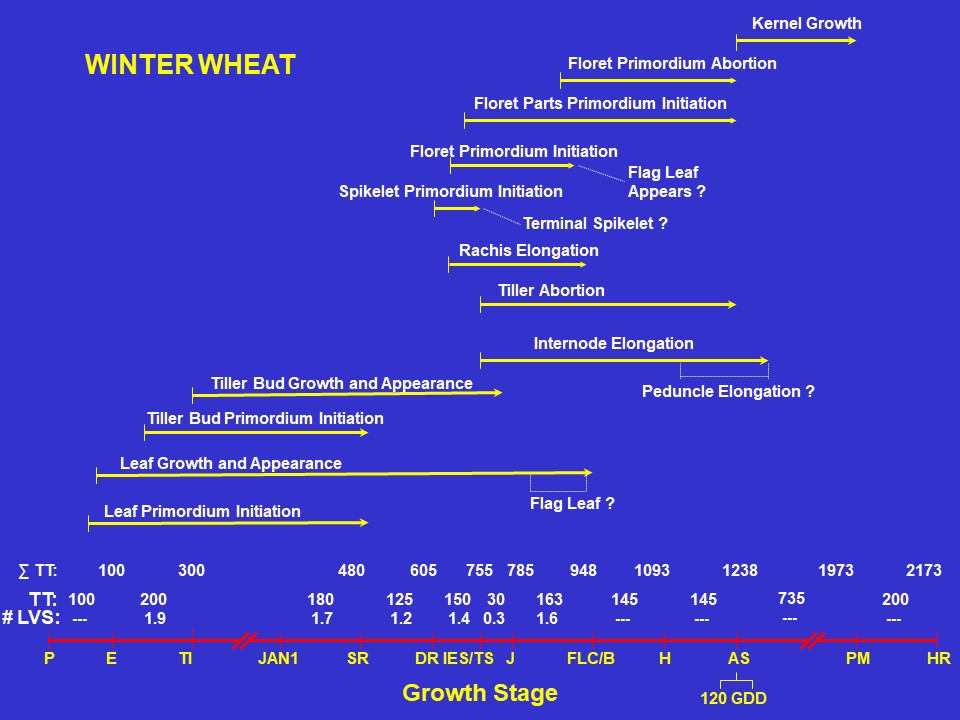 Kernel Growth
WINTER WHEAT
Floret Primordium Abortion
Floret Parts Primordium Initiation
Floret Primordium Initiation
Flag Leaf
Appears ?
Spikelet Primordium Initiation
Terminal Spikelet ?
Rachis Elongation
Tiller Abortion
Internode Elongation
Tiller Bud Growth and Appearance
Peduncle Elongation ?
Tiller Bud Primordium Initiation
Leaf Growth and Appearance
Flag Leaf ?
Leaf Primordium Initiation
∑ TT: 100 300 480 605 755 785 948 1093 1238 1973 2173
TT: 100 200 180 125 150 30 163 145 145 735 200
# LVS: --- 1.9 1.7 1.2 1.4 0.3 1.6 --- --- --- ---
P E TI JAN1 SR DR IES/TS J FLC/B H AS PM HR
Growth Stage
120 GDD